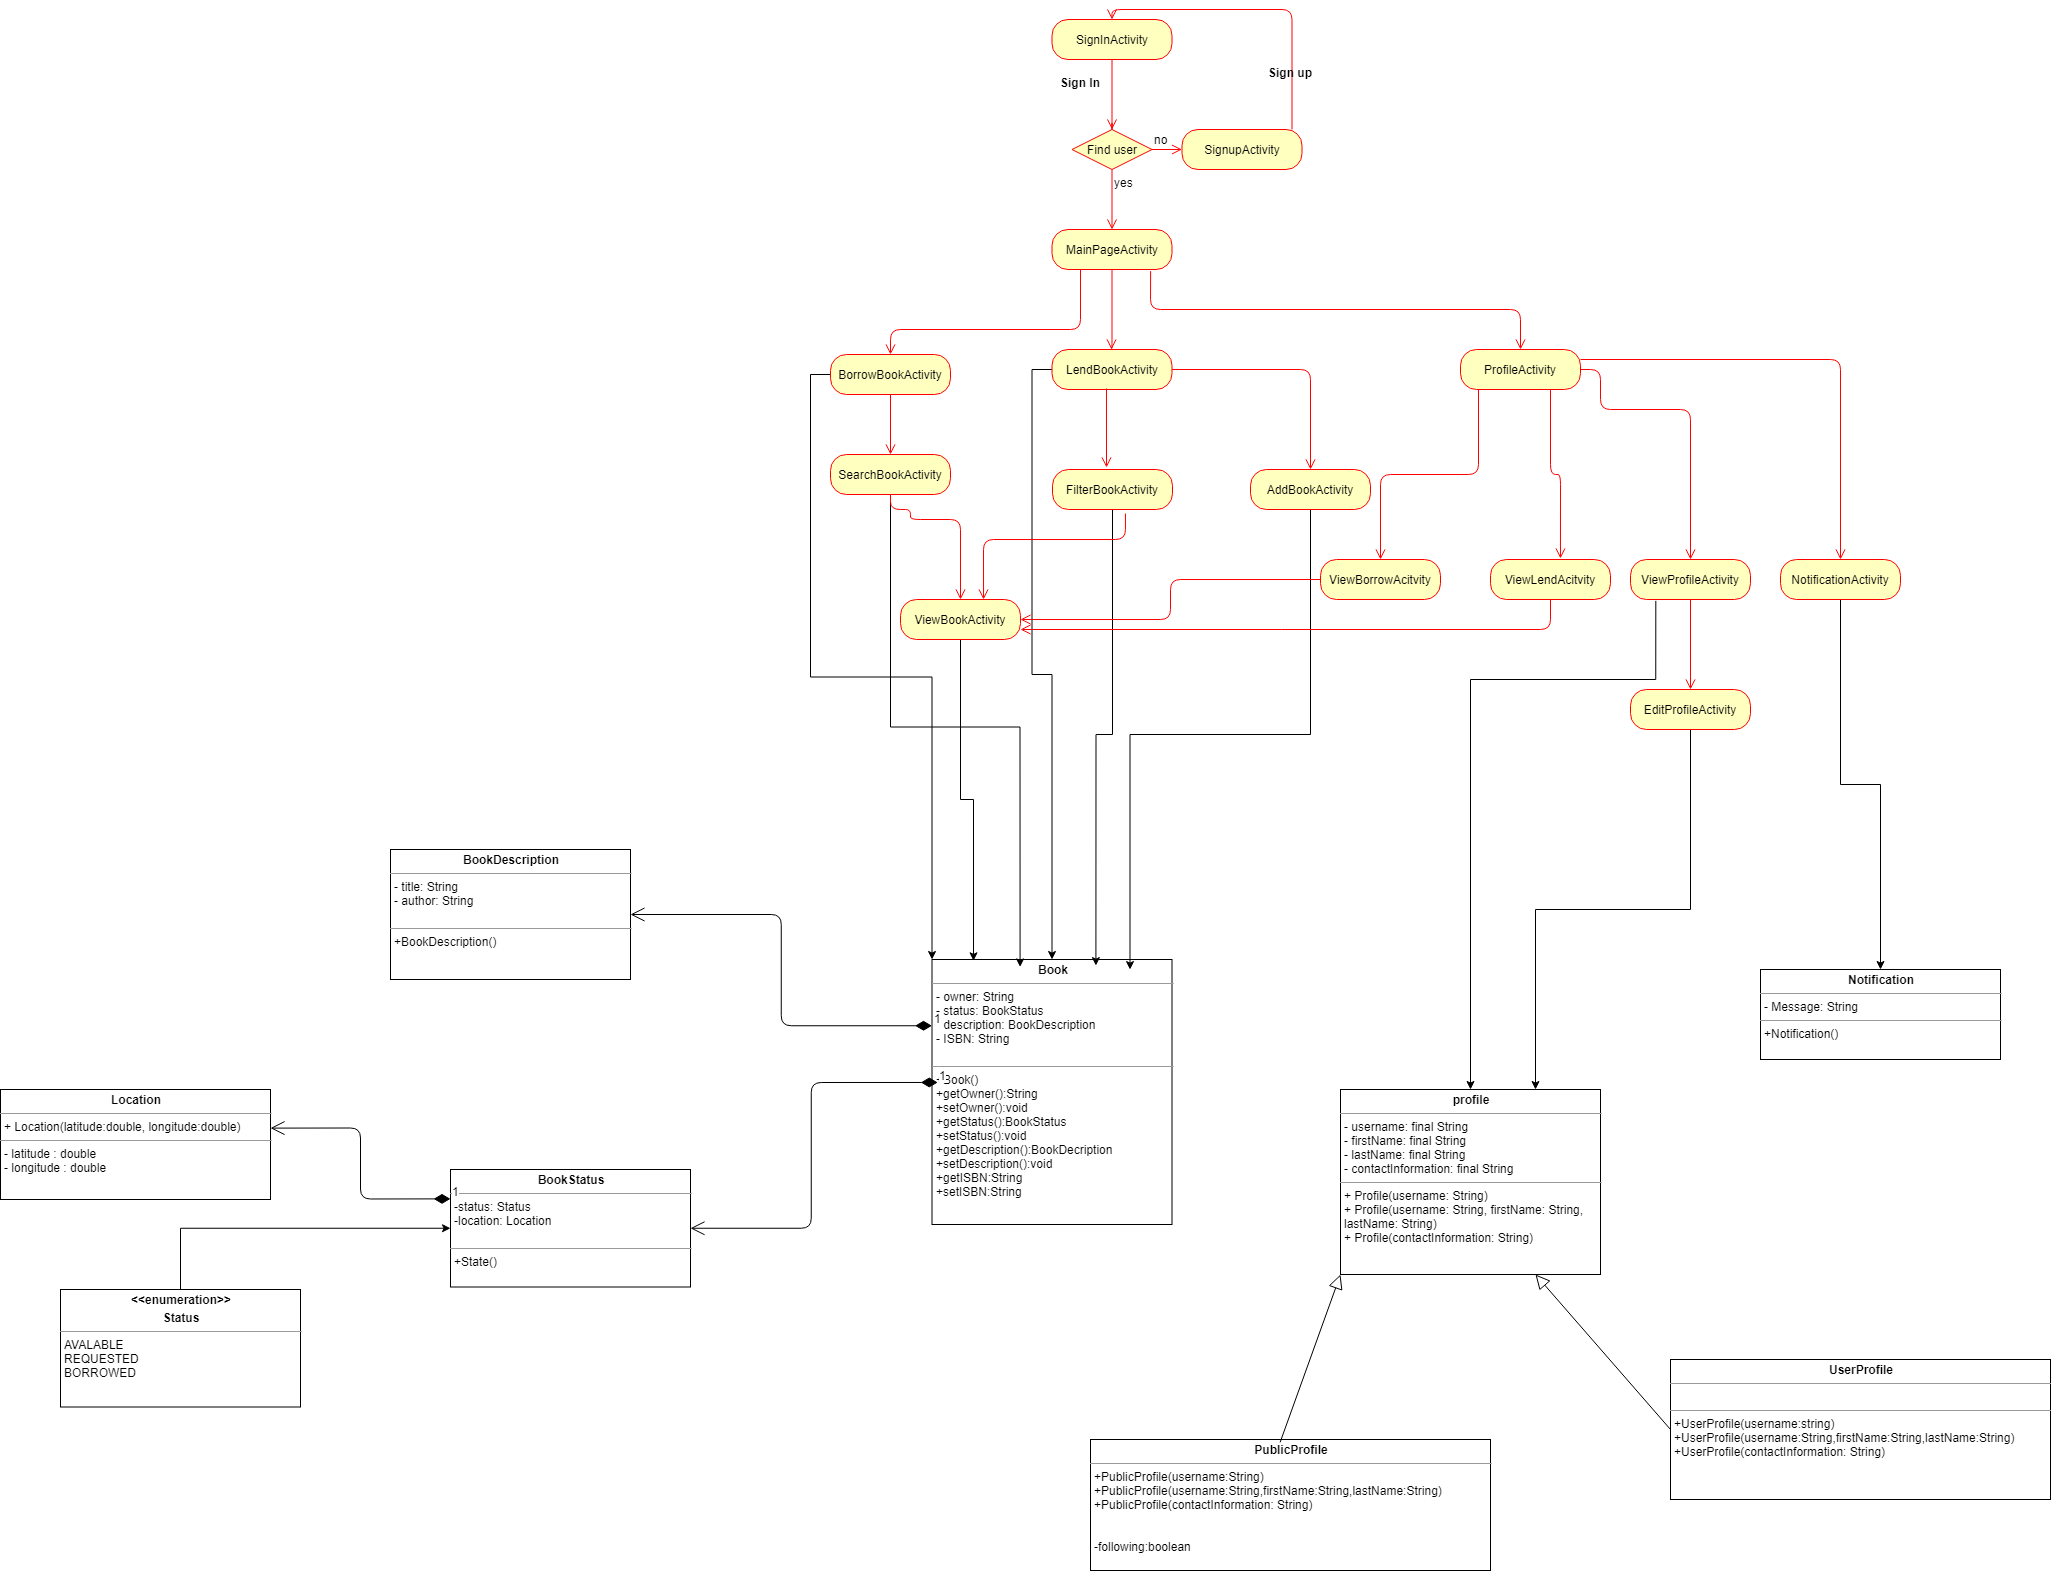 SignInActivity
Sign In
Sign up
Find user
no
SignupActivity
yes
MainPageActivity
BorrowBookActivity
LendBookActivity
ProfileActivity
SearchBookActivity
FilterBookActivity
AddBookActivity
ViewBorrowAcitvity
ViewLendAcitvity
ViewProfileActivity
NotificationActivity
ViewBookActivity
EditProfileActivity
BookDescription
- title: String
- author: String
+BookDescription()
Book
- owner: String
- status: BookStatus
1
description: BookDescription
- ISBN: String
1
-Book()
+getOwner():String
+setOwner():void
+getStatus():BookStatus
+setStatus():void
+getDescription():BookDecription
+setDescription():void
+getISBN:String
+setISBN:String
Notification
- Message: String
+Notification()
Location
+ Location(latitude:double, longitude:double)
- latitude : double
- longitude : double
BookStatus
1
-status: Status
-location: Location
+State()
<<enumeration>>
Status
AVALABLE
REQUESTED
BORROWED
profile
- username: final String
- firstName: final String
- lastName: final String
- contactInformation: final String
+ Profile(username: String)
+ Profile(username: String, firstName: String,
lastName: String)
+ Profile(contactInformation: String)
UserProfile
+UserProfile(username:string)
+UserProfile(username:String,firstName:String,lastName:String)
+UserProfile(contactInformation: String)
PublicProfile
+PublicProfile(username:String)
+PublicProfile(username:String,firstName:String,lastName:String)
+PublicProfile(contactInformation: String)
-following:boolean